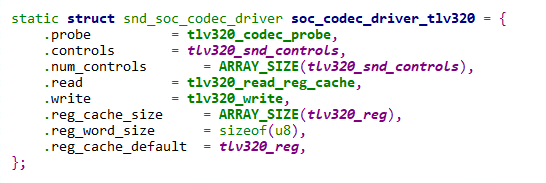 static struct snd_soc_codec_driver soc_codec_driver_tlv320 = {
    .probe          = tlv320_codec_probe,
    .controls       = tlv320_snd_controls,
    .num_controls       = ARRAY_SIZE(tlv320_snd_controls),
    .read           = tlv320_read_reg_cache,
    .write          = tlv320_write,
    .reg_cache_size     = ARRAY_SIZE(tlv320_reg),
    .reg_word_size      = sizeof(u8),
    .reg_cache_default  = tlv320_reg,
};